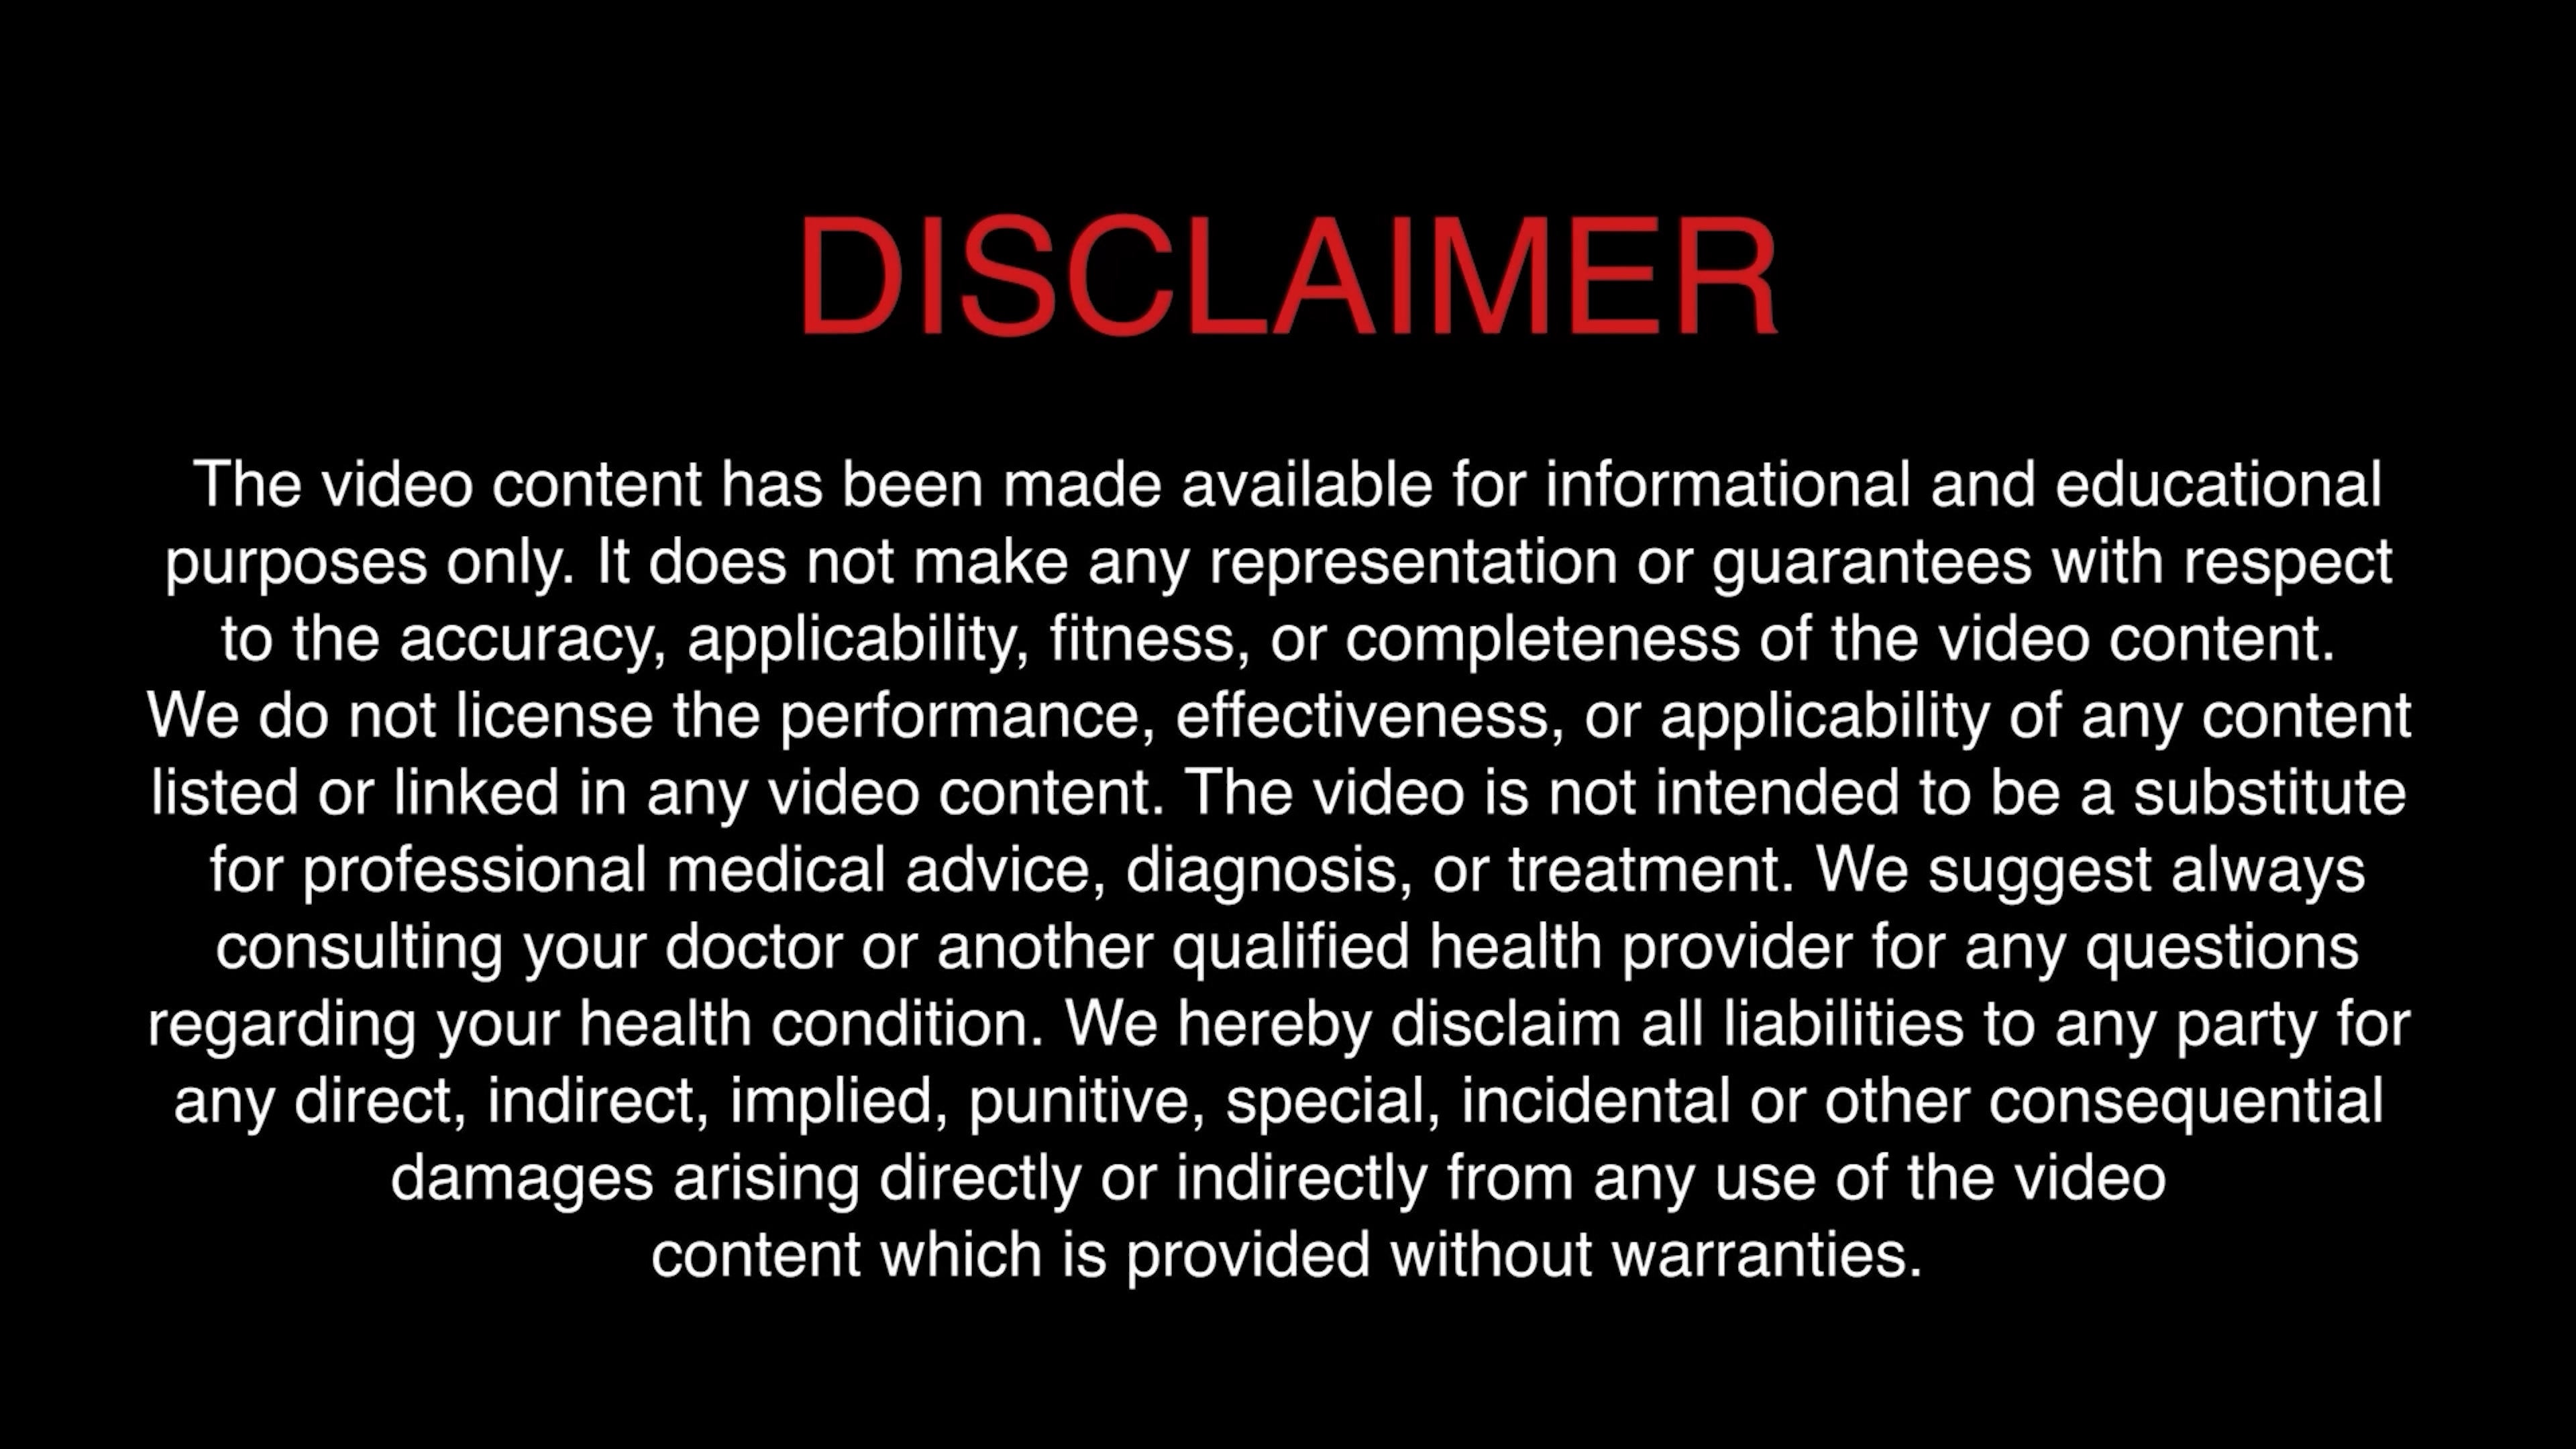 DISCLAIMER
The video content has been made available for informational and educational
purposes only. It does not make any representation or guarantees with respect
to the accuracy, applicability, fitness, or completeness of the video content.
We do not license the performance, effectiveness, or applicability of any content
listed or linked in any video content. The video is not intended to be a substitute
for professional medical advice, diagnosis, or treatment. We suggest always
consulting your doctor or another qualified health provider for any questions
regarding your health condition. We hereby disclaim all liabilities to any party for
any direct, indirect, implied, punitive, special, incidental or other consequential
damages arising directly or indirectly from any use of the video
content which is provided without warranties.